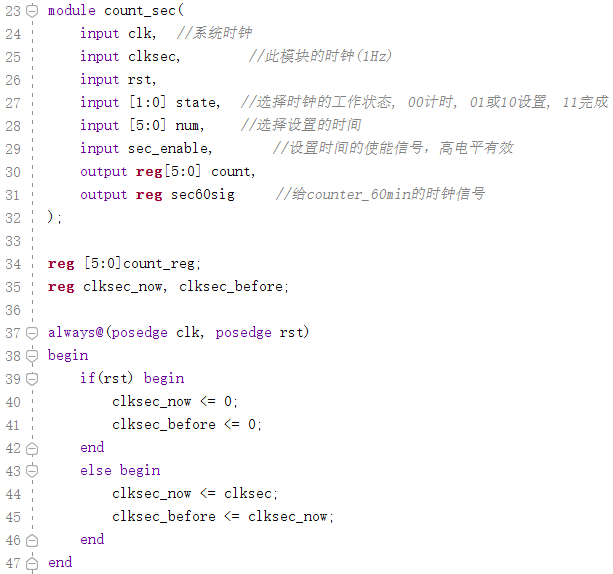 23 module count_sec(
24     input clk,  //系统时钟
25     input clksec,        //此模块的时钟(1Hz)
26     input rst,
27     input [1:0] state,  //选择时钟的工作状态, 00计时, 01或10设置, 11完成
28     input [5:0] num,    //选择设置的时间
29     input sec_enable,       //设置时间的使能信号，高电平有效
30     output reg[5:0] count,
31     output reg sec60sig     //给counter_60min的时钟信号
32 );
33
34 reg [5:0]count_reg;
35 reg clksec_now, clksec_before;
36
37 always@(posedge clk, posedge rst)
38 begin
39     if(rst) begin
40         clksec_now <= 0;
41         clksec_before <= 0;
42     end
43     else begin
44         clksec_now <= clksec;
45         clksec_before <= clksec_now;
46     end
47 end